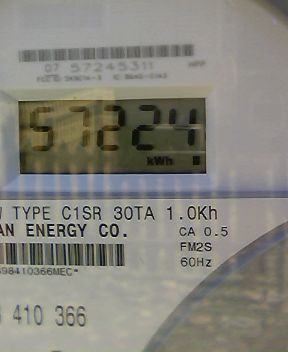 07 57245311
57224
kWh
TYPE C1SR 30TA 1.0Kh
AN ENERGY CO. CA 0.5
FM2S
60Hz
98410366MEC*
410 366